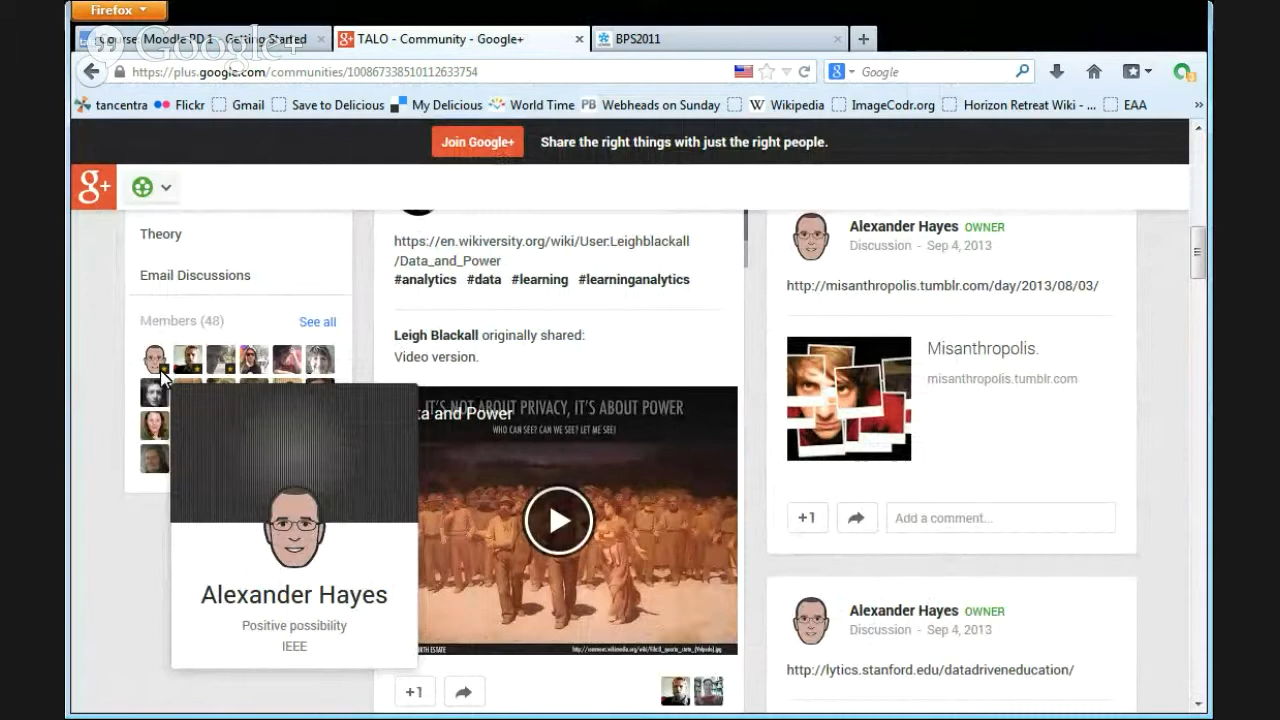 Firefox
Course: Moodle PD 1 - Getting Started
TALO - Community - Google+
BPS2011
Google+
https://plus.google.com/communities/100867338510112633754
Google
tancentra
Flickr
Gmail
Save to Delicious
My Delicious
World Time
PB Webheads on Sunday
W Wikipedia
ImageCodr.org
Horizon Retreat Wiki - ...
EAA
»
Join Google+
Share the right things with just the right people.
g+
Theory
Email Discussions
Members (48)
See all
Alexander Hayes
Positive possibility
IEEE
https://en.wikiversity.org/wiki/User:Leighblackall
/Data_and_Power
#analytics #data #learning #learninganalytics
Leigh Blackall originally shared:
Video version.
IT'S NOT ABOUT PRIVACY, IT'S ABOUT POWER
ta and Power
WHO CAN SEE? CAN WE SEE? LET ME SEE!
+1
Alexander Hayes OWNER
Discussion - Sep 4, 2013
http://misanthropolis.tumblr.com/day/2013/08/03/
Misanthropolis.
misanthropolis.tumblr.com
+1
Add a comment...
Alexander Hayes OWNER
Discussion - Sep 4, 2013
http://lytics.stanford.edu/datadriveneducation/